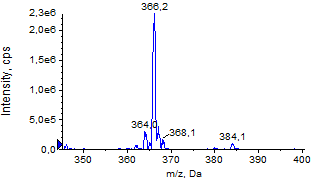 366,2
2,3e6
2,0e6
1,5e6
1,0e6
5,0e5
0,0
364,
368,1
384,1
350
360
370
380
390
400
Intensity, cps
m/z, Da